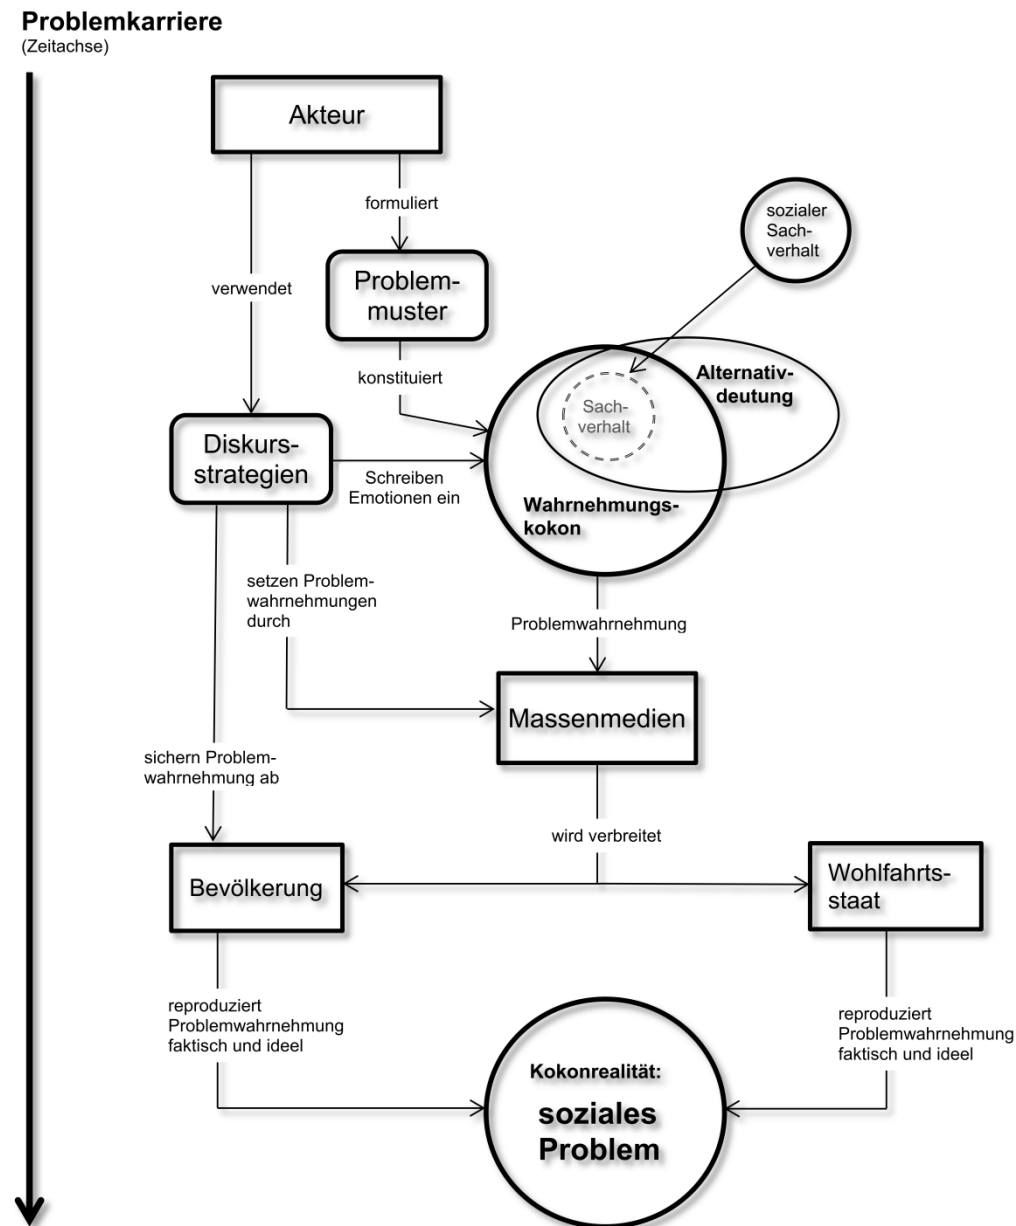 Problemkarriere
(Zeitachse)
Akteur
formuliert
sozialer
Sach-
verhalt
verwendet
Problem-
muster
konstituiert
Alternativ-
deutung
Sach-
verhalt
Diskurs-
strategien
Schreiben
Emotionen ein
Wahrnehmungs-
kokon
setzen Problem-
wahrnehmungen
durch
Problemwahrnehmung
Massenmedien
sichern Problem-
wahrnehmung ab
wird verbreitet
Bevölkerung
Wohlfahrts-
staat
reproduziert
Problemwahrnehmung
faktisch und ideel
reproduziert
Problemwahrnehmung
faktisch und ideel
Kokonrealität:
soziales
Problem